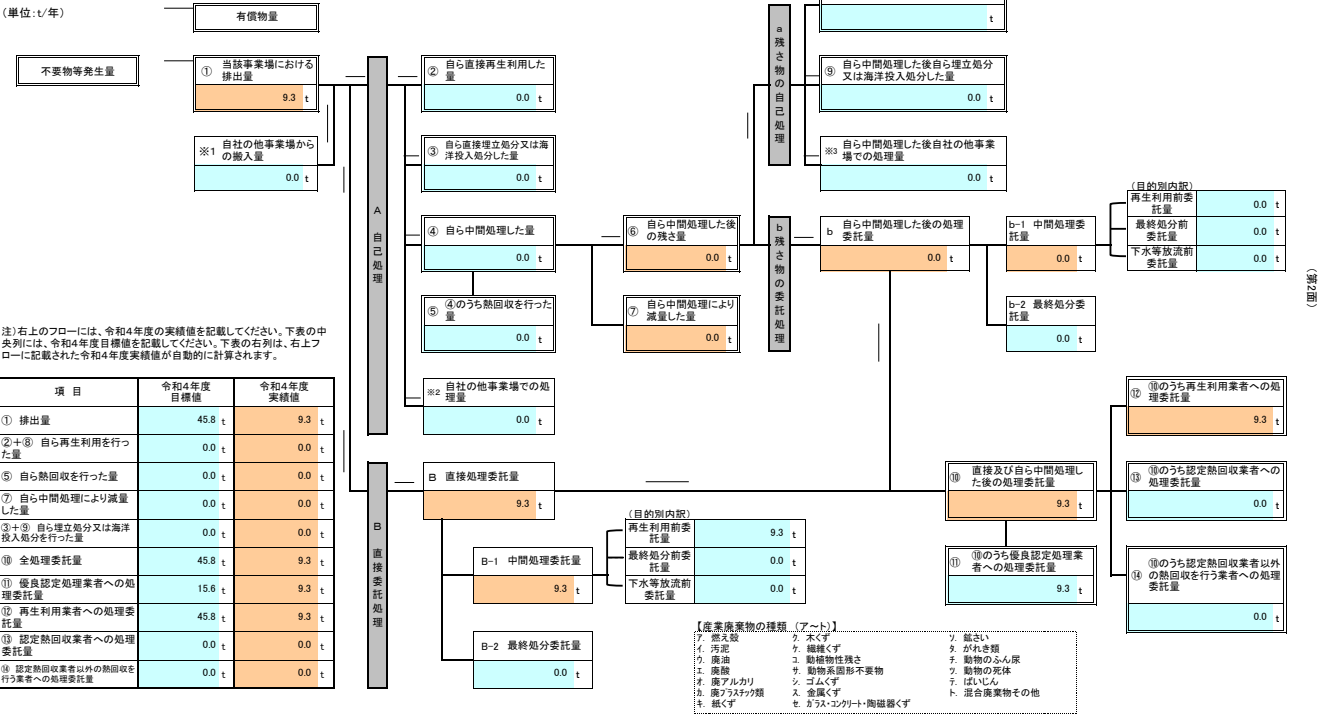 （単位:t/年）
有償物量
t
不要物等発生量
① 当該事業場における
排出量
9.3 t
※1 自社の他事業場から
の搬入量
0.0 t
A 自己処理
② 自ら直接再生利用した
量
0.0 t
③ 自ら直接埋立処分又は海
洋投入処分した量
0.0 t
④ 自ら中間処理した量
0.0 t
⑤ ④のうち熱回収を行った
量
0.0 t
※2 自社の他事業場での処
理量
0.0 t
⑥ 自ら中間処理した後
の残さ量
0.0 t
⑦ 自ら中間処理により
減量した量
0.0 t
a 残さ物の自己処理
⑨ 自ら中間処理した後自ら埋立処分
又は海洋投入処分した量
0.0 t
※3 自ら中間処理した後自社の他事業
場での処理量
0.0 t
b 残さ物の委託処理
b 自ら中間処理した後の処理
委託量
0.0 t
b-1 中間処理委
託量
0.0 t
b-2 最終処分委
託量
0.0 t
（目的別内訳）
再生利用前委
託量
0.0 t
最終処分前
委託量
0.0 t
下水等放流前
委託量
0.0 t
（第2面）
注）右上のフローには、令和4年度の実績値を記載してください。下表の中
央列には、令和4年度目標値を記載してください。下表の右列は、右上フ
ローに記載された令和4年度実績値が自動的に計算されます。
項 目 令和4年度
目標値 令和4年度
実績値
① 排出量 45.8 t 9.3 t
②+⑧ 自ら再生利用を行っ
た量 0.0 t 0.0 t
⑤ 自ら熱回収を行った量 0.0 t 0.0 t
⑦ 自ら中間処理により減量
した量 0.0 t 0.0 t
③+⑨ 自ら埋立処分又は海洋
投入処分を行った量 0.0 t 0.0 t
⑩ 全処理委託量 45.8 t 9.3 t
⑪ 優良認定処理業者への処
理委託量 15.6 t 9.3 t
⑫ 再生利用業者への処理委
託量 45.8 t 9.3 t
⑬ 認定熱回収業者への処理
委託量 0.0 t 0.0 t
⑭ 認定熱回収業者以外の熱回収を
行う業者への処理委託量 0.0 t 0.0 t
B 直接委託処理
B 直接処理委託量
9.3 t
B-1 中間処理委託量
9.3 t
B-2 最終処分委託量
0.0 t
（目的別内訳）
再生利用前委
託量
9.3 t
最終処分前委
託量
0.0 t
下水等放流前
委託量
0.0 t
⑩ 直接及び自ら中間処理し
た後の処理委託量
9.3 t
⑪ ⑩のうち優良認定処理業
者への処理委託量
9.3 t
⑫ ⑩のうち再生利用業者への処
理委託量
9.3 t
⑬ ⑩のうち認定熱回収業者への
処理委託量
0.0 t
⑭ ⑩のうち認定熱回収業者以外
の熱回収を行う業者への処理
委託量
0.0 t
【産業廃棄物の種類 （ア～ト）】
ア. 燃え殻
イ. 汚泥
ウ. 廃油
エ. 廃酸
オ. 廃アルカリ
カ. 廃プラスチック類
キ. 紙くず
ク. 木くず
ケ. 繊維くず
コ. 動植物性残さ
サ. 動物系固形不要物
シ. ゴムくず
ス. 金属くず
セ. ガラス・コンクリート・陶磁器くず
ソ. 鉱さい
タ. がれき類
チ. 動物のふん尿
ツ. 動物の死体
テ. ばいじん
ト. 混合廃棄物その他